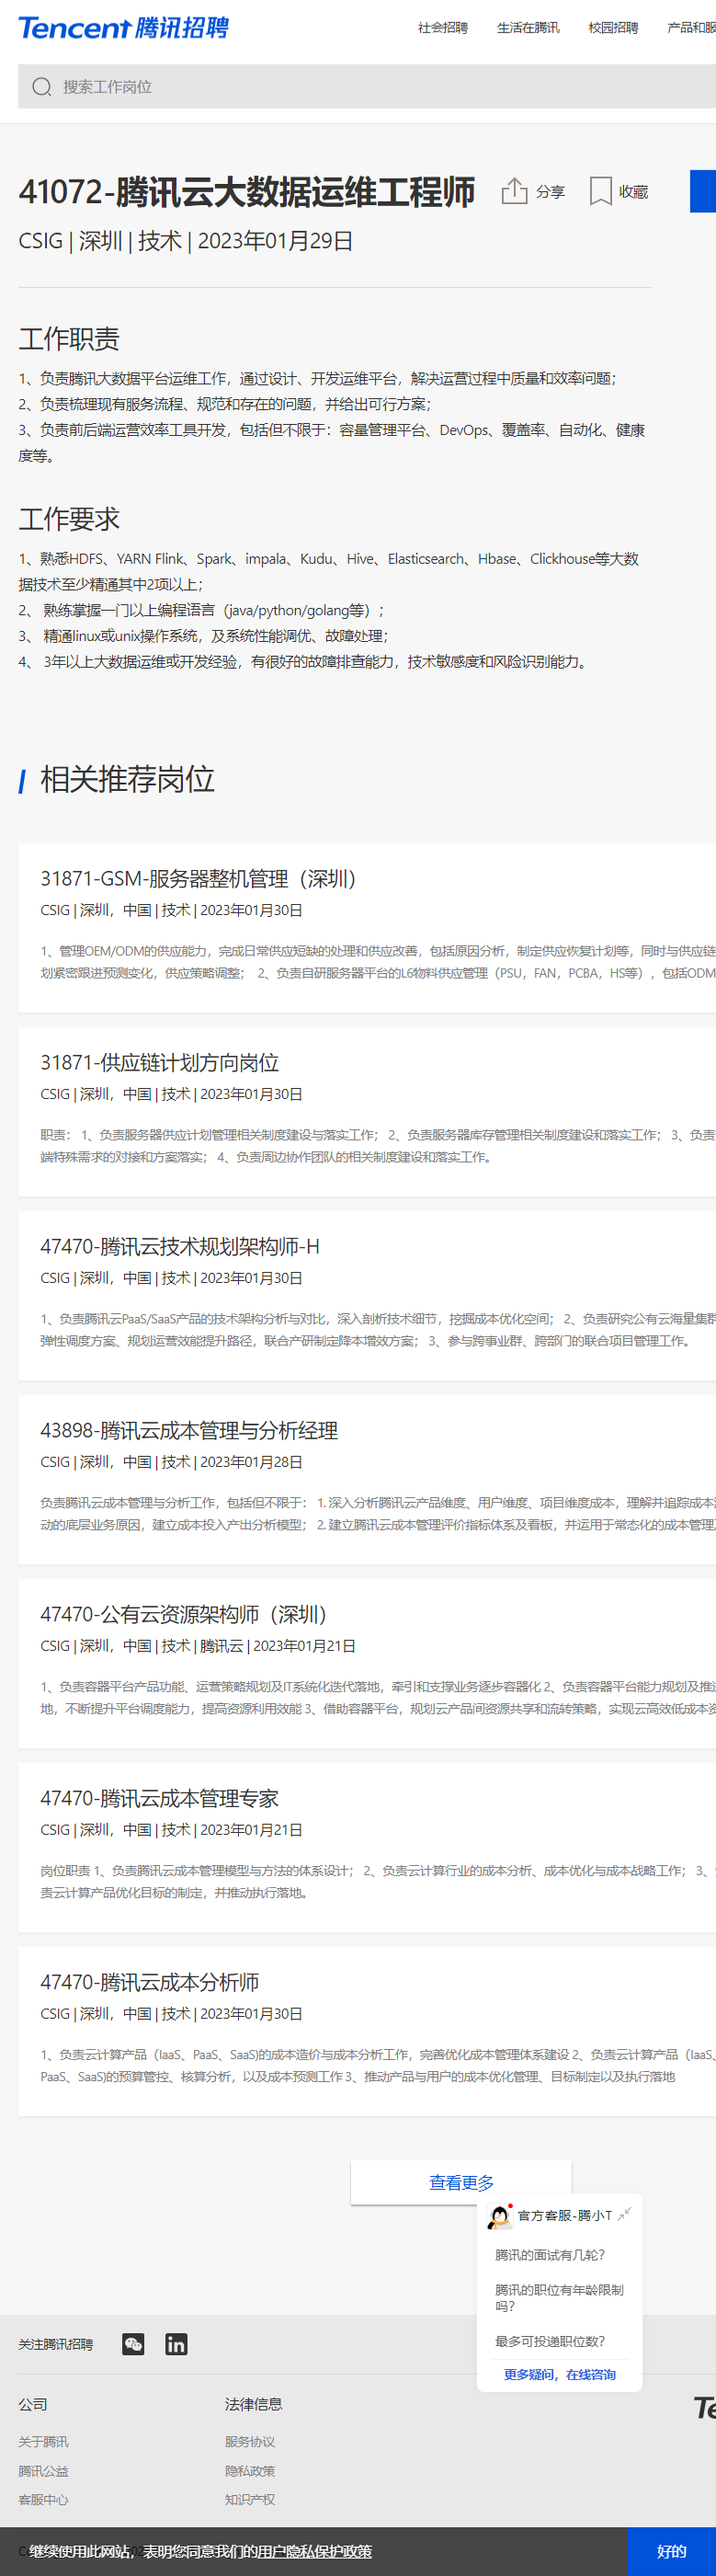 Tencent 腾讯招聘
社会招聘 生活在腾讯 校园招聘 产品和服
搜索工作岗位
41072-腾讯云大数据运维工程师 分享 收藏
CSIG | 深圳 | 技术 | 2023年01月29日
工作职责
1、负责腾讯大数据平台运维工作，通过设计、开发运维平台，解决运营过程中质量和效率问题；
2、负责梳理现有服务流程、规范和存在的问题，并给出可行方案；
3、负责前后端运营效率工具开发，包括但不限于：容量管理平台、DevOps、覆盖率、自动化、健康
度等。
工作要求
1、熟悉HDFS、YARN Flink、Spark、impala、Kudu、Hive、Elasticsearch、Hbase、Clickhouse等大数
据技术至少精通其中2项以上；
2、 熟练掌握一门以上编程语言（java/python/golang等）；
3、 精通linux或unix操作系统，及系统性能调优、故障处理；
4、 3年以上大数据运维或开发经验，有很好的故障排查能力，技术敏感度和风险识别能力。
相关推荐岗位
31871-GSM-服务器整机管理（深圳）
CSIG | 深圳，中国 | 技术 | 2023年01月30日
1、管理OEM/ODM的供应能力，完成日常供应短缺的处理和供应改善，包括原因分析，制定供应恢复计划等，同时与供应链
划紧密跟进预测变化，供应策略调整； 2、负责自研服务器平台的L6物料供应管理（PSU，FAN，PCBA，HS等），包括ODM
31871-供应链计划方向岗位
CSIG | 深圳，中国 | 技术 | 2023年01月30日
职责： 1、负责服务器供应计划管理相关制度建设与落实工作； 2、负责服务器库存管理相关制度建设和落实工作； 3、负责
端特殊需求的对接和方案落实； 4、负责周边协作团队的相关制度建设和落实工作。
47470-腾讯云技术规划架构师-H
CSIG | 深圳，中国 | 技术 | 2023年01月30日
1、负责腾讯云PaaS/SaaS产品的技术架构分析与对比，深入剖析技术细节，挖掘成本优化空间； 2、负责研究公有云海量集群
弹性调度方案、规划运营效能提升路径，联合产研制定降本增效方案； 3、参与跨事业群、跨部门的联合项目管理工作。
43898-腾讯云成本管理与分析经理
CSIG | 深圳，中国 | 技术 | 2023年01月28日
负责腾讯云成本管理与分析工作，包括但不限于： 1. 深入分析腾讯云产品维度、用户维度、项目维度成本，理解并追踪成本
动的底层业务原因，建立成本投入产出分析模型； 2. 建立腾讯云成本管理评价指标体系及看板，并运用于常态化的成本管理
47470-公有云资源架构师（深圳）
CSIG | 深圳，中国 | 技术 | 腾讯云 | 2023年01月21日
1、负责容器平台产品功能、运营策略规划及IT系统化迭代落地，牵引和支撑业务逐步容器化 2、负责容器平台能力规划及推进
地，不断提升平台调度能力，提高资源利用效能 3、借助容器平台，规划云产品间资源共享和流转策略，实现云高效低成本资
47470-腾讯云成本管理专家
CSIG | 深圳，中国 | 技术 | 2023年01月21日
岗位职责 1、负责腾讯云成本管理模型与方法的体系设计； 2、负责云计算行业的成本分析、成本优化与成本战略工作； 3、
责云计算产品优化目标的制定，并推动执行落地。
47470-腾讯云成本分析师
CSIG | 深圳，中国 | 技术 | 2023年01月30日
1、负责云计算产品（IaaS、PaaS、SaaS)的成本造价与成本分析工作，完善优化成本管理体系建设 2、负责云计算产品（IaaS、
PaaS、SaaS)的预算管控、核算分析，以及成本预测工作 3、推动产品与用户的成本优化管理、目标制定以及执行落地
查看更多
官方客服-腾小T
腾讯的面试有几轮？
腾讯的职位有年龄限制
吗？
最多可投递职位数？
更多疑问，在线咨询
关注腾讯招聘
公司 法律信息
关于腾讯 服务协议
腾讯公益 隐私政策
客服中心 知识产权
继续使用此网站，表明您同意我们的用户隐私保护政策 好的